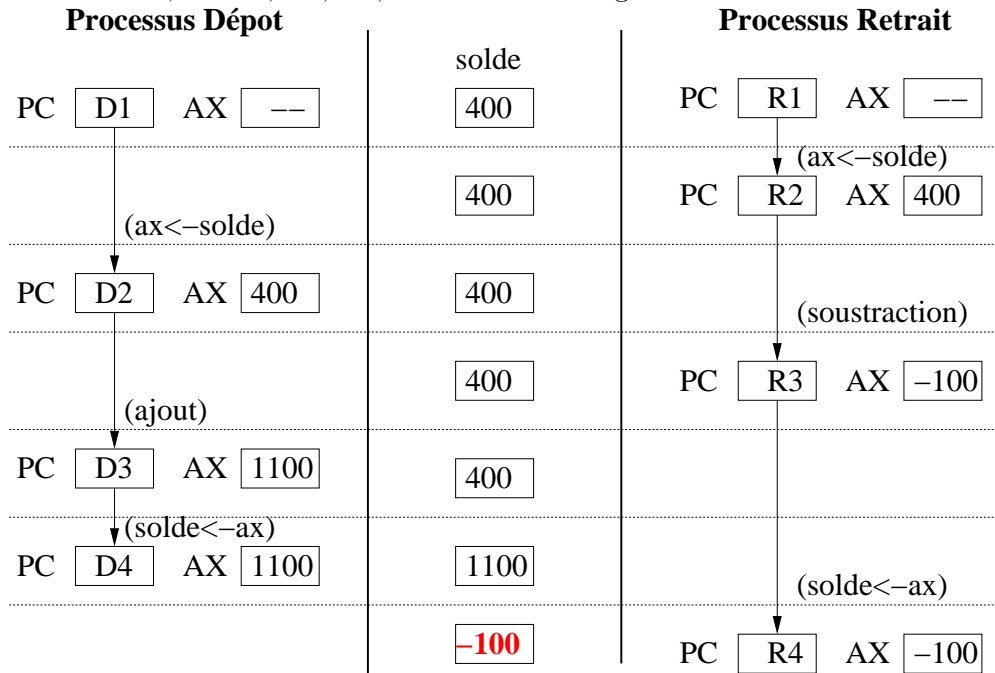 Processus Dépot Processus Retrait
solde
PC D1 AX −− 400 PC R1 AX −−
(ax<−solde)
400 PC R2 AX 400
(ax<−solde)
PC D2 AX 400 400
(soustraction)
400 PC R3 AX −100
(ajout)
PC D3 AX 1100 400
(solde<−ax)
PC D4 AX 1100 1100
(solde<−ax)
−100 PC R4 AX −100